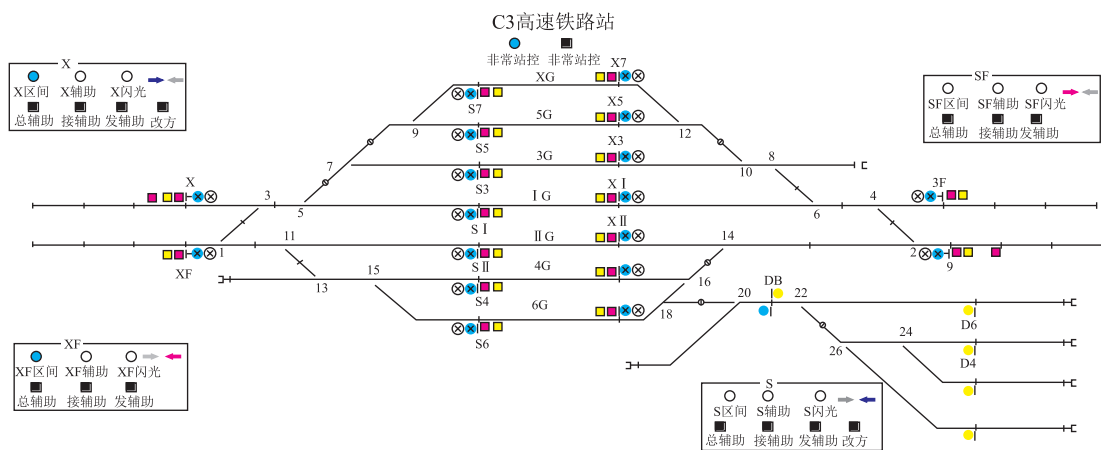 C3高速铁路站
非常站控 非常站控
X
X区间 X辅助 X闪光
总辅助 接辅助 发辅助 改方
SF
SF区间 SF辅助 SF闪光
总辅助 接辅助 发辅助
XG X7
S7
9 5G X5 12
S5
7 3G X3 8
10
S3
X 3 5 IG XI 6 4 3F
SI
XF 1 11 IIG XII 14 2 9
SII
13 15 4G 16
S4
6G 18 20 DB 22
S6
D6
26 24
D4
XF
XF区间 XF辅助 XF闪光
总辅助 接辅助 发辅助
S
S区间 S辅助 S闪光
总辅助 接辅助 发辅助 改方